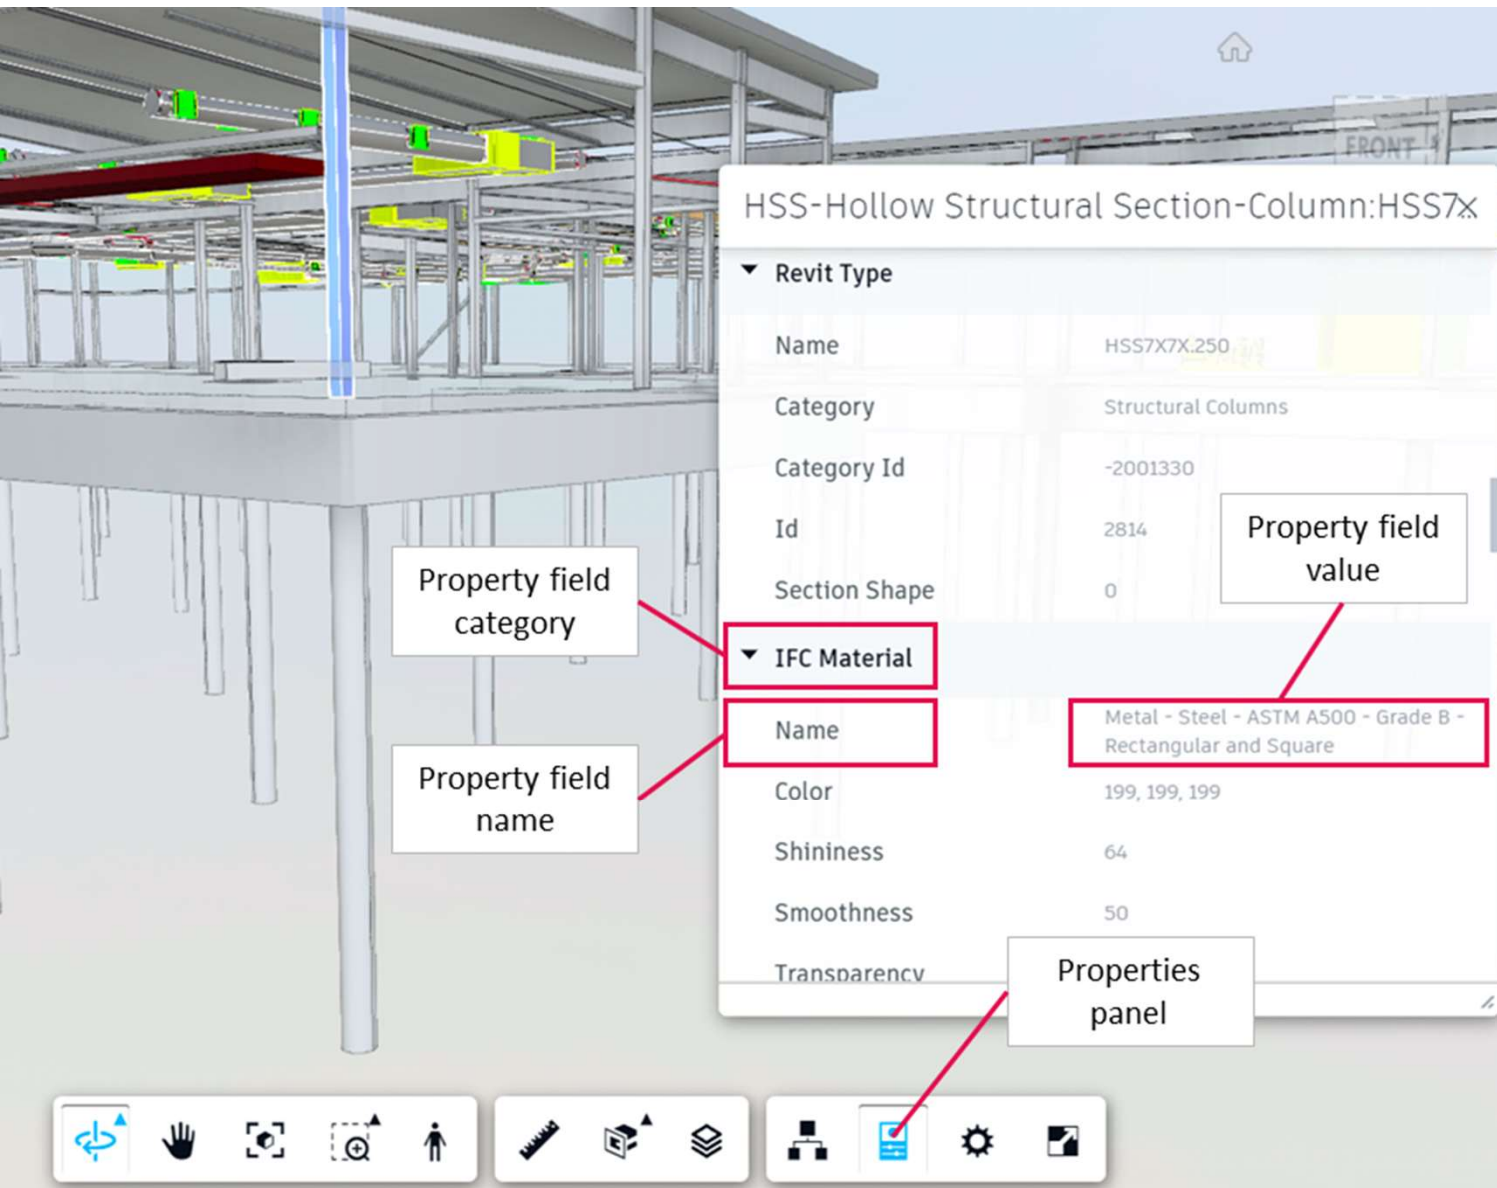 FRONT
HSS-Hollow Structural Section-Column:HSS7...
Revit Type
Name HSS7X7X.250
Category Structural Columns
Category Id -2001330
Id 2814
Section Shape 0
IFC Material
Name Metal - Steel - ASTM A500 - Grade B -
Rectangular and Square
Color 199, 199, 199
Shininess 64
Smoothness 50
Transparency
Property field
value
Property field
category
Property field
name
Properties
panel